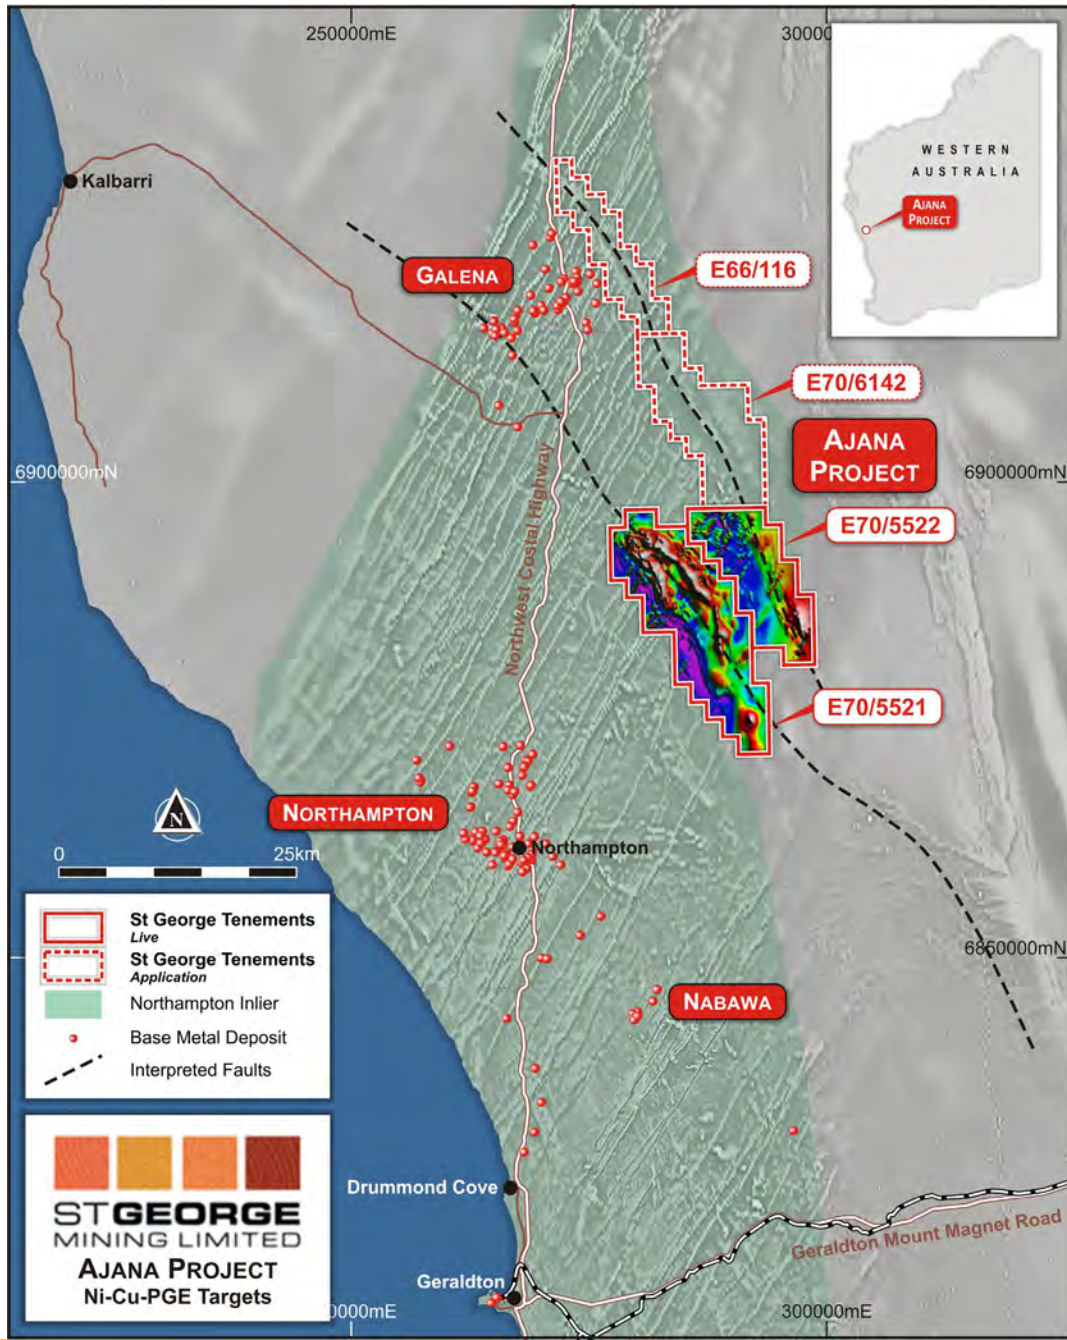 250000mE
3000
WESTERN
AUSTRALIA
AJANA
PROJECT
Kalbarri
GALENA
E66/116
E70/6142
AJANA
PROJECT
6900000mN
6900000mN
E70/5522
Northwest Costal Highway
E70/5521
NORTHAMPTON
Northampton
N
0 25km
St George Tenements
Live
St George Tenements
Application
Northampton Inlier
Base Metal Deposit
Interpreted Faults
6850000mN
NABAWA
Drummond Cove
Geraldton Mount Magnet Road
Geraldton
STGEORGE
MINING LIMITED
AJANA PROJECT
Ni-Cu-PGE Targets
0000mE
300000mE